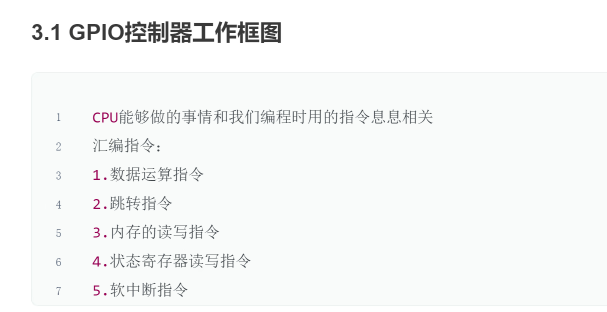 3.1 GPIO控制器工作框图
1 CPU能够做的事情和我们编程时用的指令息息相关
2 汇编指令:
3 1.数据运算指令
4 2.跳转指令
5 3.内存的读写指令
6 4.状态寄存器读写指令
7 5.软中断指令